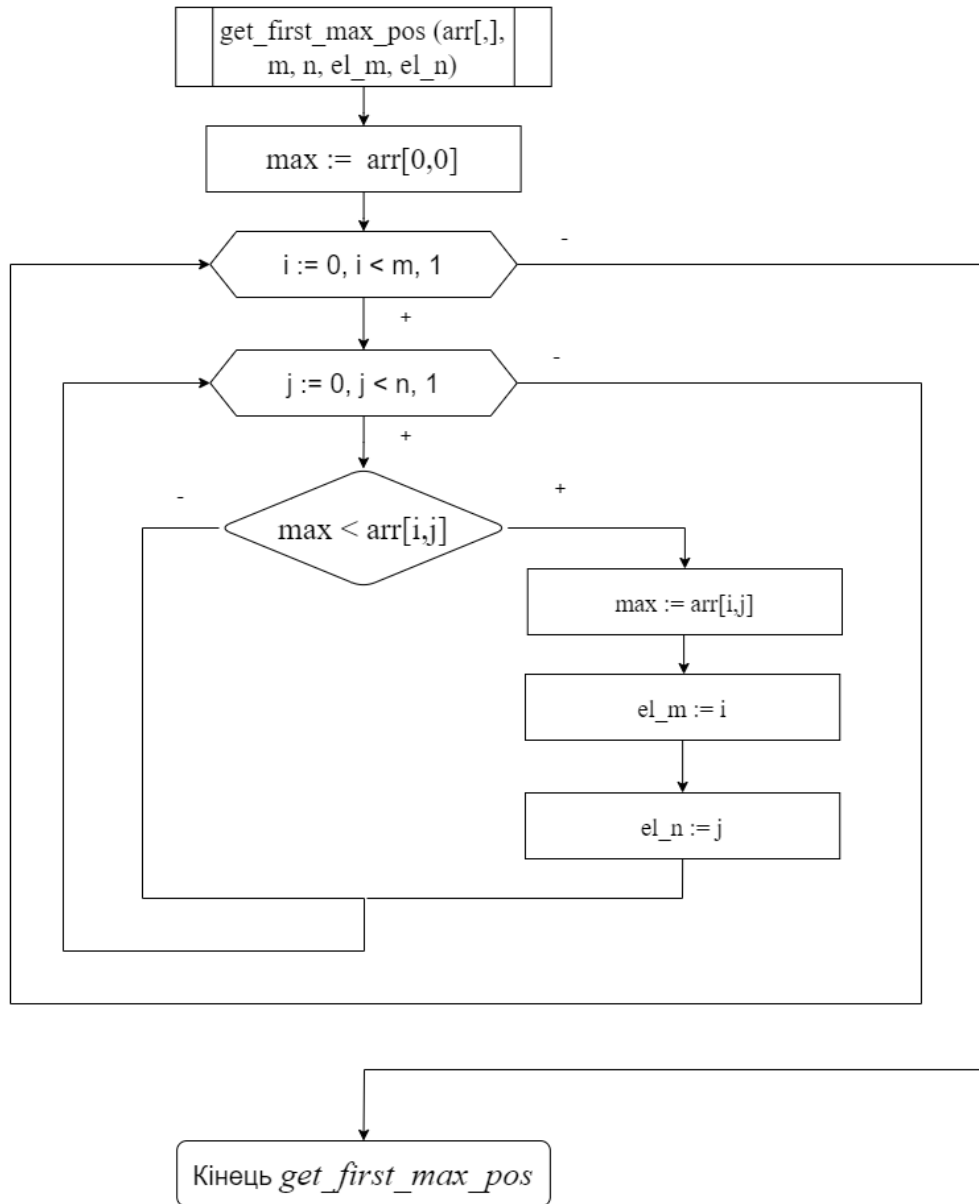 get_first_max_pos (arr[,],
m, n, el_m, el_n)
max := arr[0,0]
-
i := 0, i < m, 1
+
-
j := 0, j < n, 1
+
-
+
max < arr[i,j]
max := arr[i,j]
el_m := i
el_n := j
Кінець get_first_max_pos